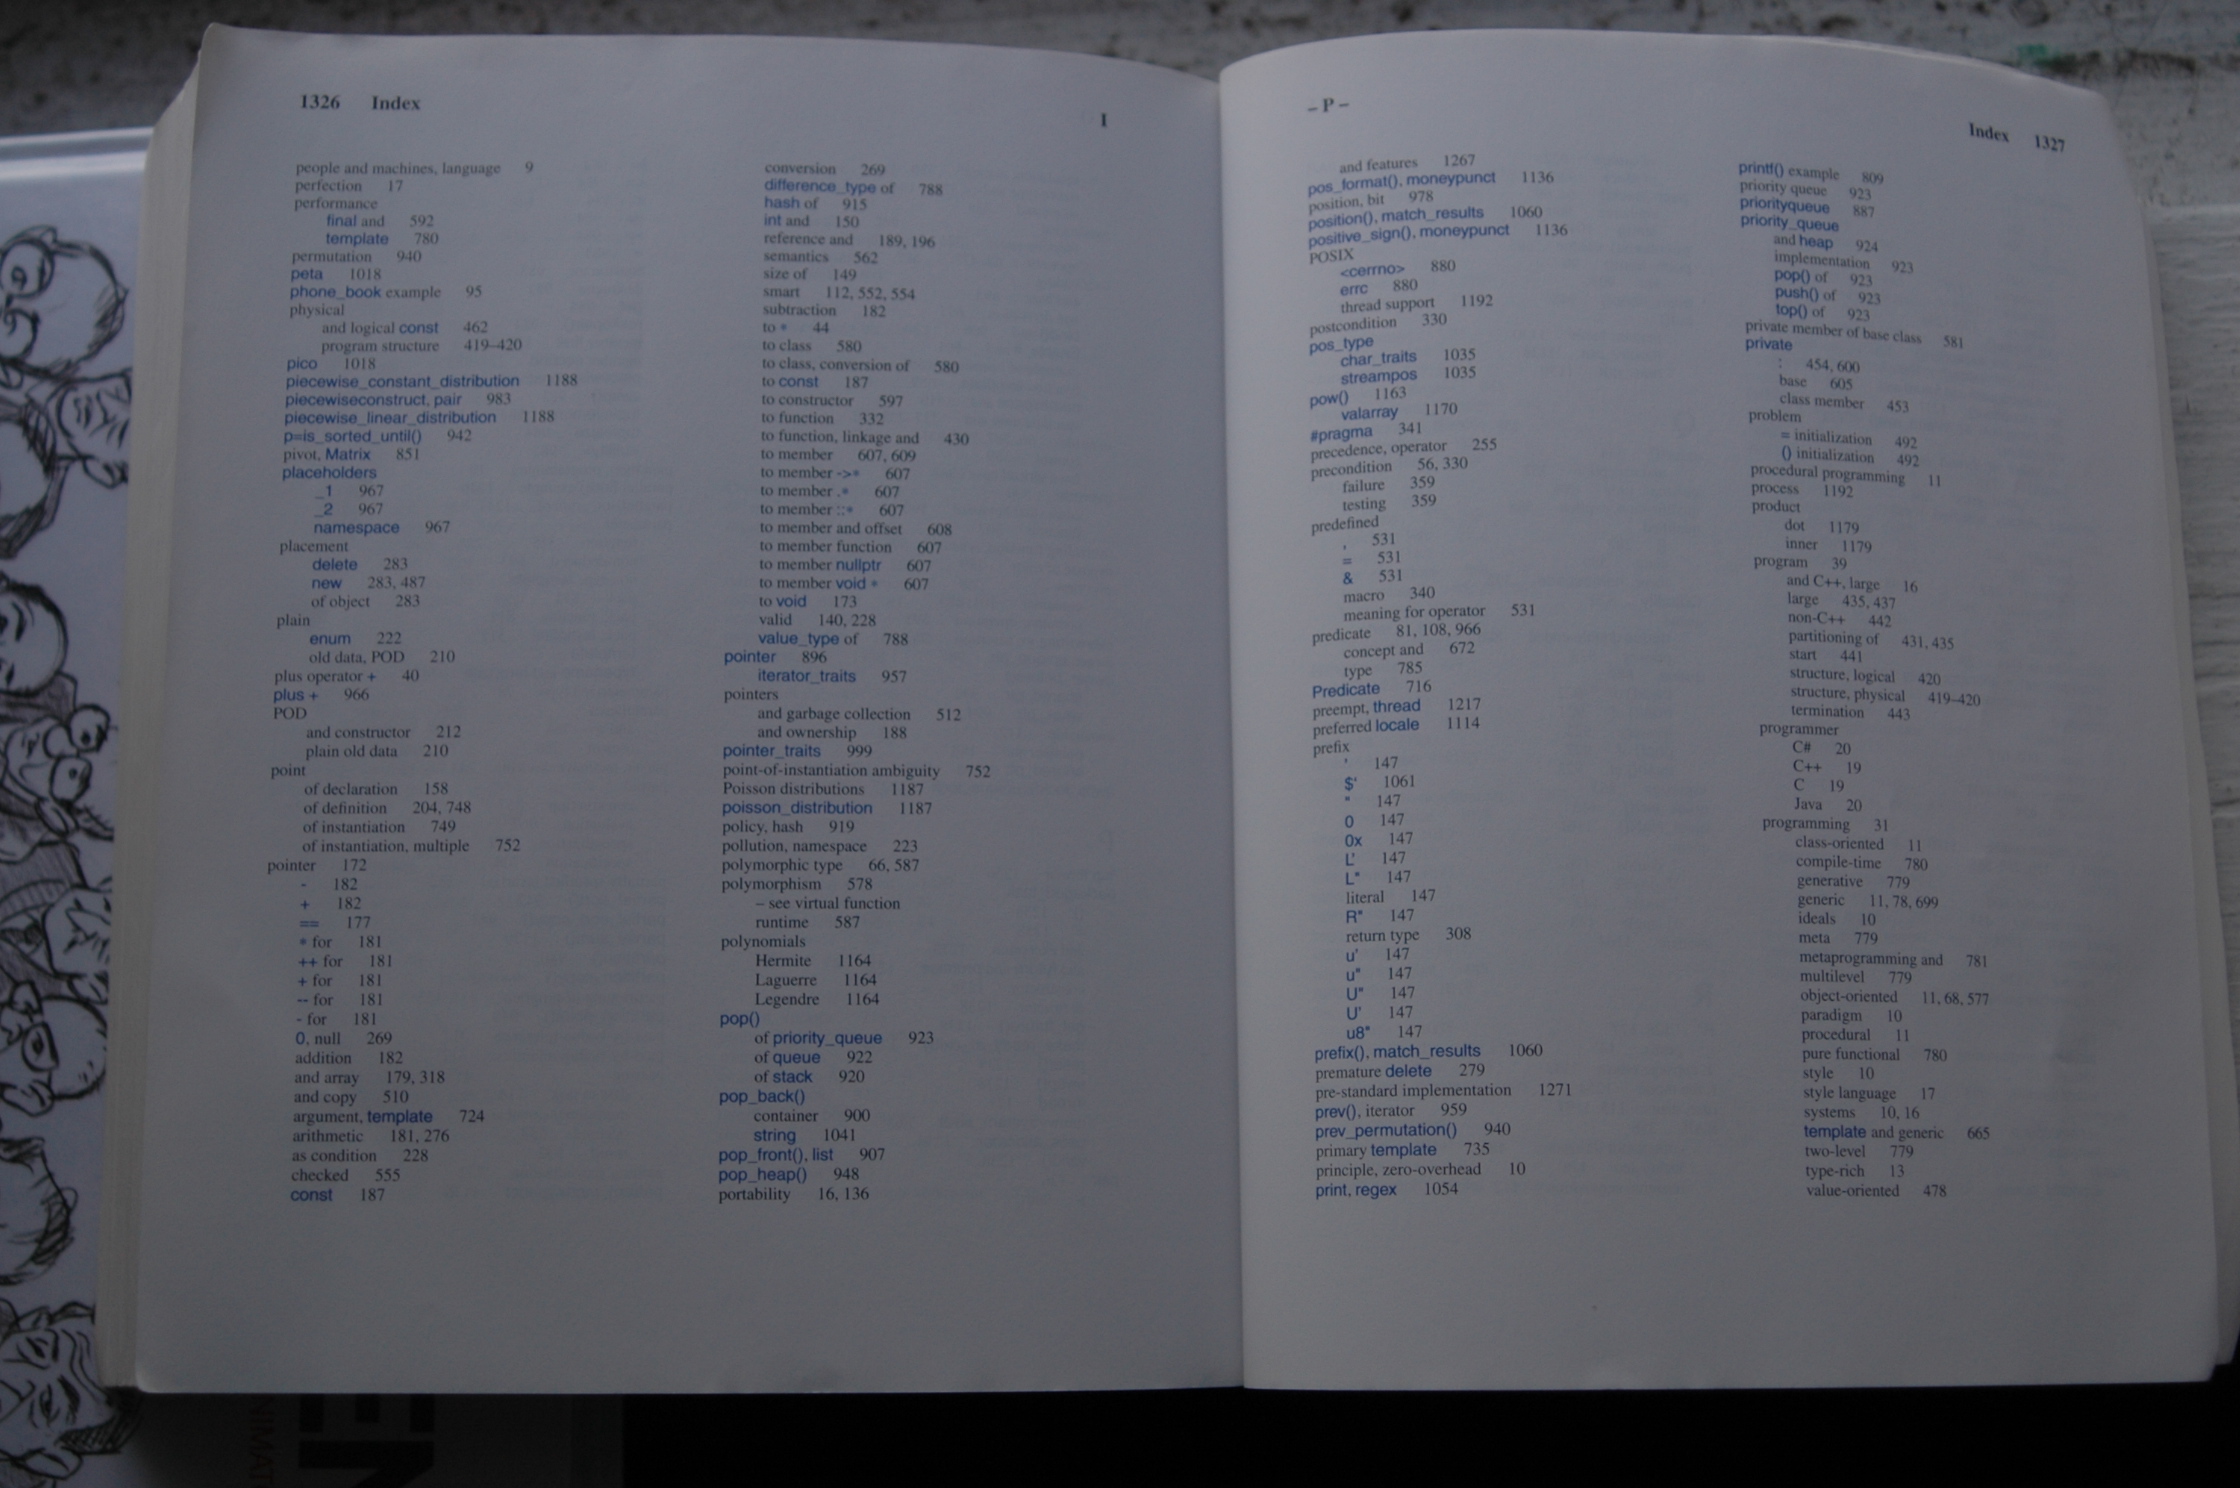 1326 Index
I
people and machines, language 9
perfection 17
performance
final and 592
template 780
permutation 940
peta 1018
phone_book example 95
physical
and logical const 462
program structure 419–420
pico 1018
piecewise_constant_distribution 1188
piecewiseconstruct, pair 983
piecewise_linear_distribution 1188
p=is_sorted_until() 942
pivot, Matrix 851
placeholders
_1 967
_2 967
namespace 967
placement
delete 283
new 283, 487
of object 283
plain
enum 222
old data, POD 210
plus operator + 40
plus + 966
POD
and constructor 212
plain old data 210
point
of declaration 158
of definition 204, 748
of instantiation 749
of instantiation, multiple 752
pointer 172
- 182
+ 182
== 177
* for 181
++ for 181
+ for 181
-- for 181
- for 181
0, null 269
addition 182
and array 179, 318
and copy 510
argument, template 724
arithmetic 181, 276
as condition 228
checked 555
const 187
conversion 269
difference_type of 788
hash of 915
int and 150
reference and 189, 196
semantics 562
size of 149
smart 112, 552, 554
subtraction 182
to * 44
to class 580
to class, conversion of 580
to const 187
to constructor 597
to function 332
to function, linkage and 430
to member 607, 609
to member ->* 607
to member .* 607
to member ::* 607
to member and offset 608
to member function 607
to member nullptr 607
to member void * 607
to void 173
valid 140, 228
value_type of 788
pointer 896
iterator_traits 957
pointers
and garbage collection 512
and ownership 188
pointer_traits 999
point-of-instantiation ambiguity 752
Poisson distributions 1187
poisson_distribution 1187
policy, hash 919
pollution, namespace 223
polymorphic type 66, 587
polymorphism 578
– see virtual function
runtime 587
polynomials
Hermite 1164
Laguerre 1164
Legendre 1164
pop()
of priority_queue 923
of queue 922
of stack 920
pop_back()
container 900
string 1041
pop_front(), list 907
pop_heap() 948
portability 16, 136
– P –
Index 1327
and features 1267
pos_format(), moneypunct 1136
position, bit 978
position(), match_results 1060
positive_sign(), moneypunct 1136
POSIX
<cerrno> 880
errc 880
thread support 1192
postcondition 330
pos_type
char_traits 1035
streampos 1035
pow() 1163
valarray 1170
#pragma 341
precedence, operator 255
precondition 56, 330
failure 359
testing 359
predefined
, 531
= 531
& 531
macro 340
meaning for operator 531
predicate 81, 108, 966
concept and 672
type 785
Predicate 716
preempt, thread 1217
preferred locale 1114
prefix
' 147
$' 1061
" 147
0 147
0x 147
L' 147
L" 147
literal 147
R" 147
return type 308
u' 147
u" 147
U" 147
U' 147
u8" 147
prefix(), match_results 1060
premature delete 279
pre-standard implementation 1271
prev(), iterator 959
prev_permutation() 940
primary template 735
principle, zero-overhead 10
print, regex 1054
printf() example 809
priority queue 923
priorityqueue 887
priority_queue
and heap 924
implementation 923
pop() of 923
push() of 923
top() of 923
private member of base class 581
private
: 454, 600
base 605
class member 453
problem
= initialization 492
() initialization 492
procedural programming 11
process 1192
product
dot 1179
inner 1179
program 39
and C++, large 16
large 435, 437
non-C++ 442
partitioning of 431, 435
start 441
structure, logical 420
structure, physical 419–420
termination 443
programmer
C# 20
C++ 19
C 19
Java 20
programming 31
class-oriented 11
compile-time 780
generative 779
generic 11, 78, 699
ideals 10
meta 779
metaprogramming and 781
multilevel 779
object-oriented 11, 68, 577
paradigm 10
procedural 11
pure functional 780
style 10
style language 17
systems 10, 16
template and generic 665
two-level 779
type-rich 13
value-oriented 478